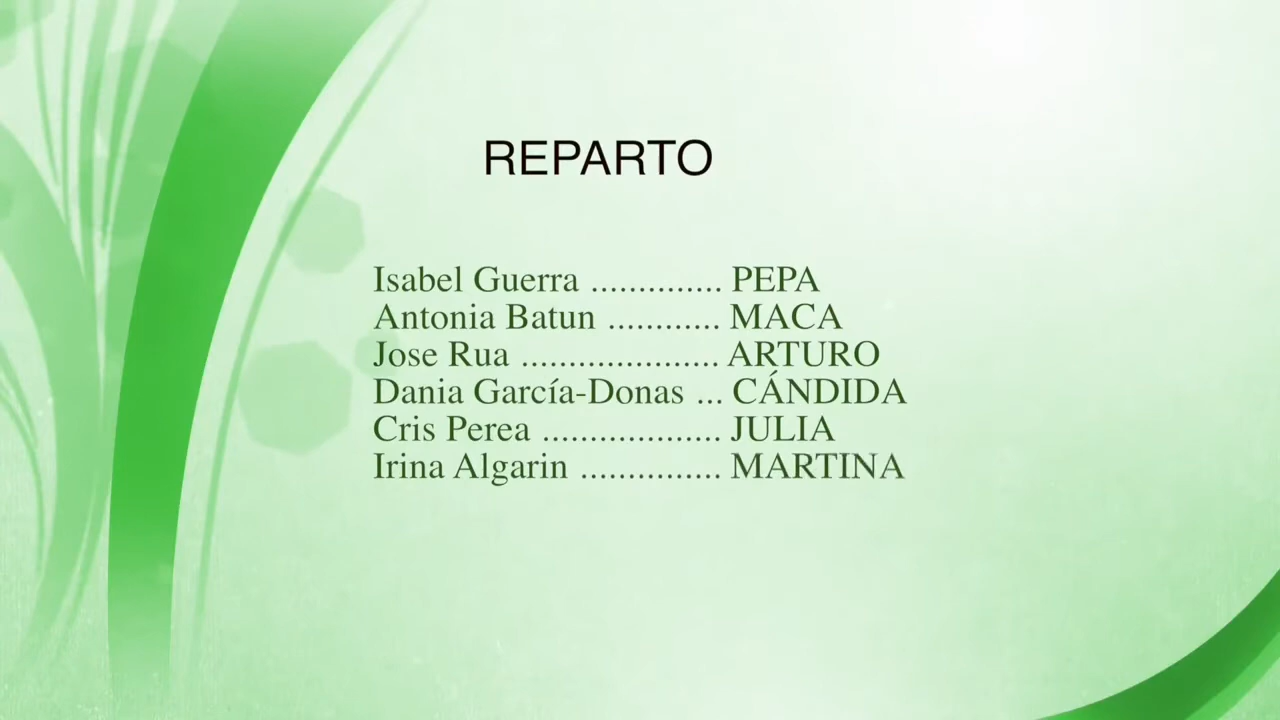 REPARTO
Isabel Guerra .............. PEPA
Antonia Batun ............ MACA
Jose Rua ..................... ARTURO
Dania García-Donas ... CÁNDIDA
Cris Perea ................... JULIA
Irina Algarin ............... MARTINA